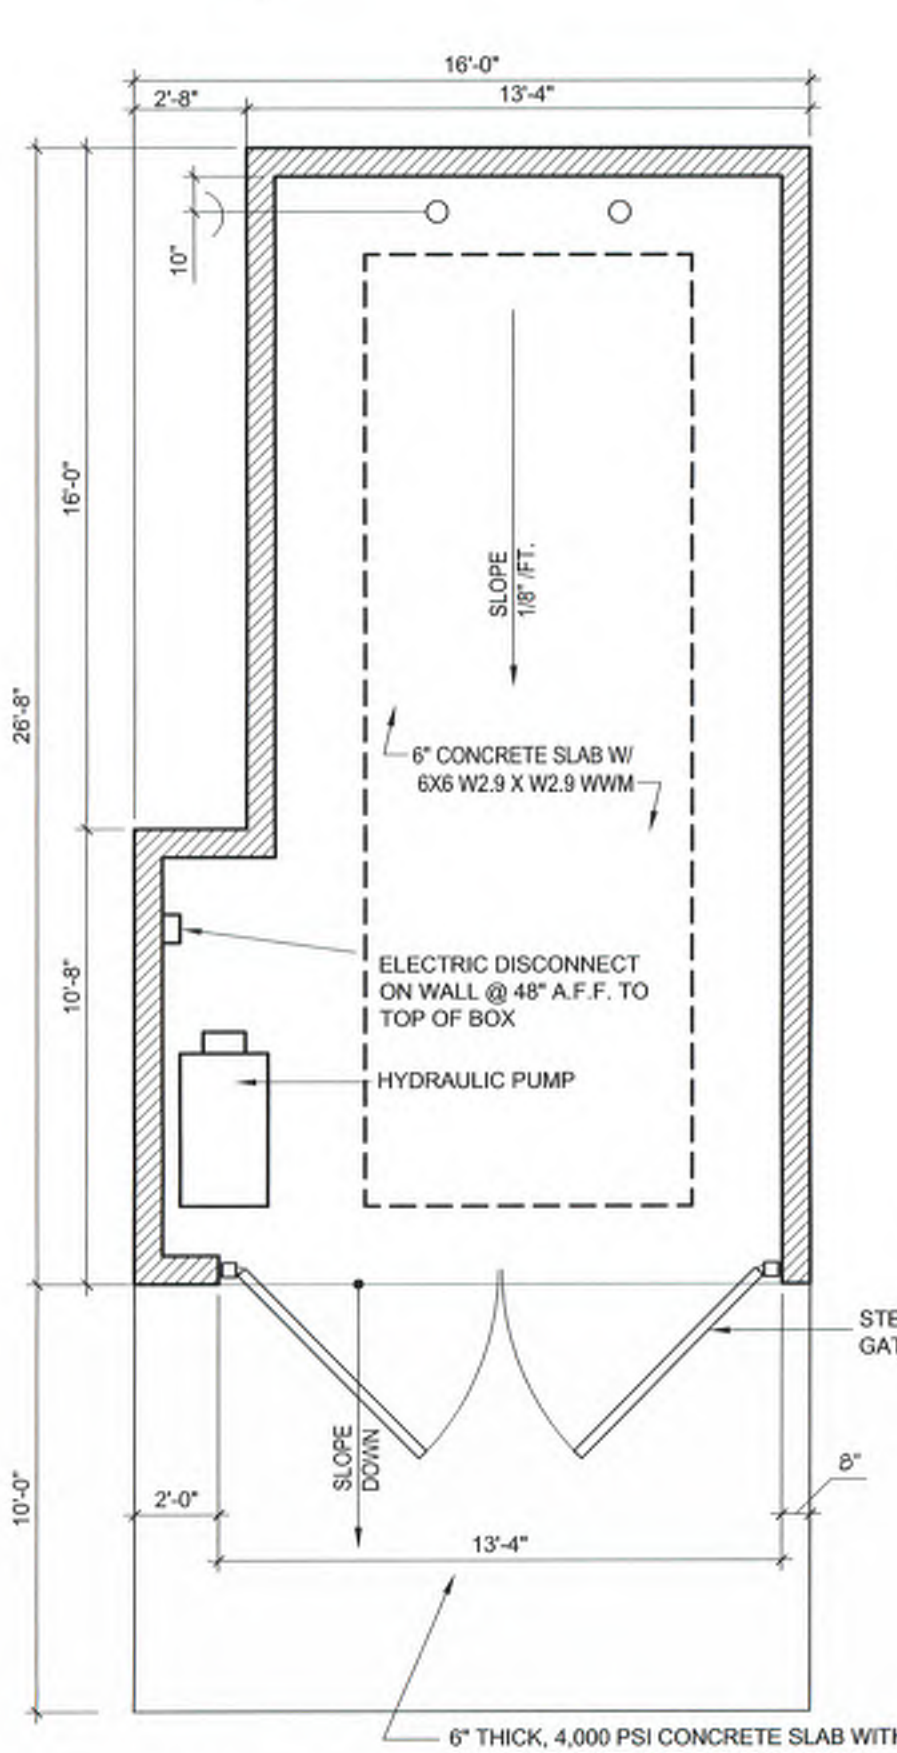 16'-0"
2'-8"
13'-4"
10"
16'-0"
26'-8"
SLOPE
1/8" /FT.
6" CONCRETE SLAB W/
6X6 W2.9 X W2.9 WWM
10'-8"
ELECTRIC DISCONNECT
ON WALL @ 48" A.F.F. TO
TOP OF BOX
HYDRAULIC PUMP
STE
GAT
SLOPE
DOWN
8"
10'-0"
2'-0"
13'-4"
6" THICK, 4,000 PSI CONCRETE SLAB WITH